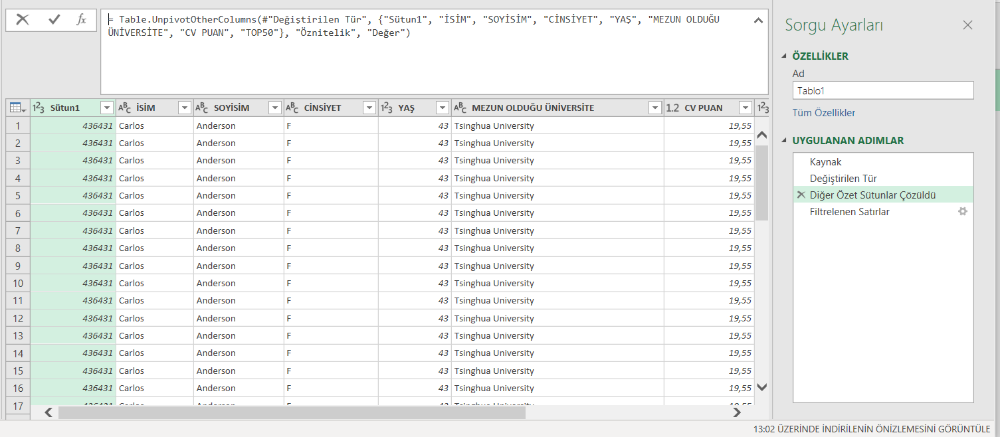 = Table.UnpivotOtherColumns(#"Değiştirilen Tür", {"Sütun1", "İSİM", "SOYİSİM", "CİNSİYET", "YAŞ", "MEZUN OLDUĞU
ÜNİVERSİTE", "CV PUAN", "TOP50"}, "Öznitelik", "Değer")
Sütun1 İSİM SOYİSİM CİNSİYET YAŞ MEZUN OLDUĞU ÜNİVERSİTE 1.2 CV PUAN
1 436431 Carlos Anderson F 43 Tsinghua University 19,55
2 436431 Carlos Anderson F 43 Tsinghua University 19,55
3 436431 Carlos Anderson F 43 Tsinghua University 19,55
4 436431 Carlos Anderson F 43 Tsinghua University 19,55
5 436431 Carlos Anderson F 43 Tsinghua University 19,55
6 436431 Carlos Anderson F 43 Tsinghua University 19,55
7 436431 Carlos Anderson F 43 Tsinghua University 19,55
8 436431 Carlos Anderson F 43 Tsinghua University 19,55
9 436431 Carlos Anderson F 43 Tsinghua University 19,55
10 436431 Carlos Anderson F 43 Tsinghua University 19,55
11 436431 Carlos Anderson F 43 Tsinghua University 19,55
12 436431 Carlos Anderson F 43 Tsinghua University 19,55
13 436431 Carlos Anderson F 43 Tsinghua University 19,55
14 436431 Carlos Anderson F 43 Tsinghua University 19,55
15 436431 Carlos Anderson F 43 Tsinghua University 19,55
16 436431 Carlos Anderson F 43 Tsinghua University 19,55
17
Sorgu Ayarları
ÖZELLİKLER
Ad
Tablo1
Tüm Özellikler
UYGULANAN ADIMLAR
Kaynak
Değiştirilen Tür
Diğer Özet Sütunlar Çözüldü
Filtrelenen Satırlar
13:02 ÜZERİNDE İNDİRİLENİN ÖNİZLEMESİNİ GÖRÜNTÜLE